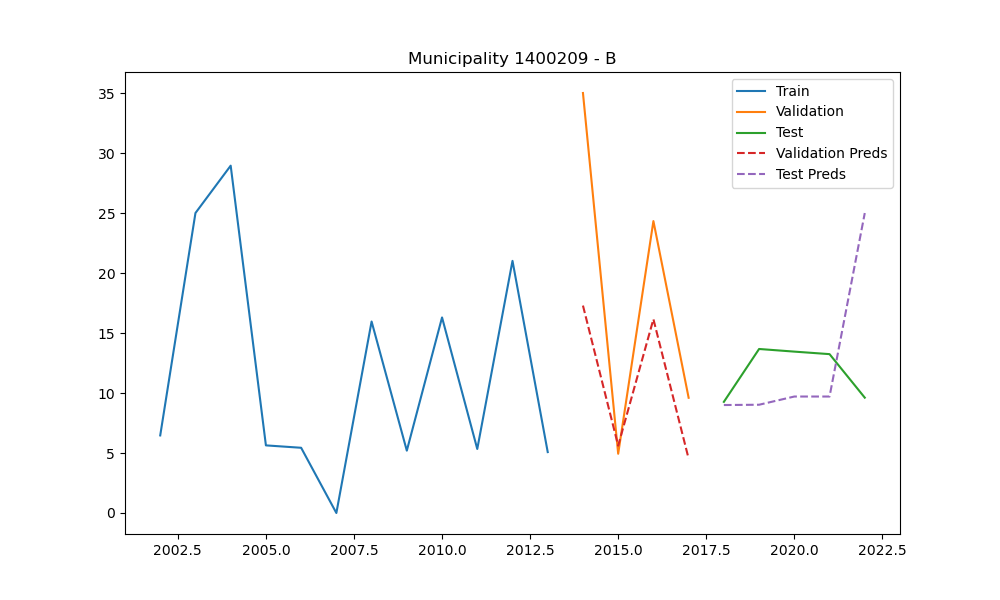 Municipality 1400209 - B
35
30
25
20
15
10
5
0
2002.5 2005.0 2007.5 2010.0 2012.5 2015.0 2017.5 2020.0 2022.5
Train
Validation
Test
Validation Preds
Test Preds